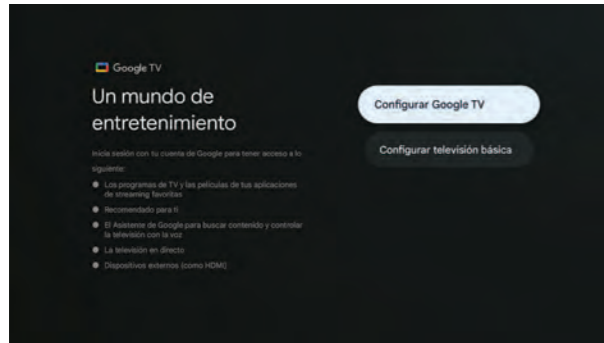 Google TV
Un mundo de
entretenimiento
Inicia sesión con tu cuenta de Google para tener acceso a lo
siguiente:
Los programas de TV y las películas de tus aplicaciones
de streaming favoritas
Recomendado para ti
El Asistente de Google para buscar contenido y controlar
la televisión con la voz
La televisión en directo
Dispositivos externos (como HDMI)
Configurar Google TV
Configurar televisión básica